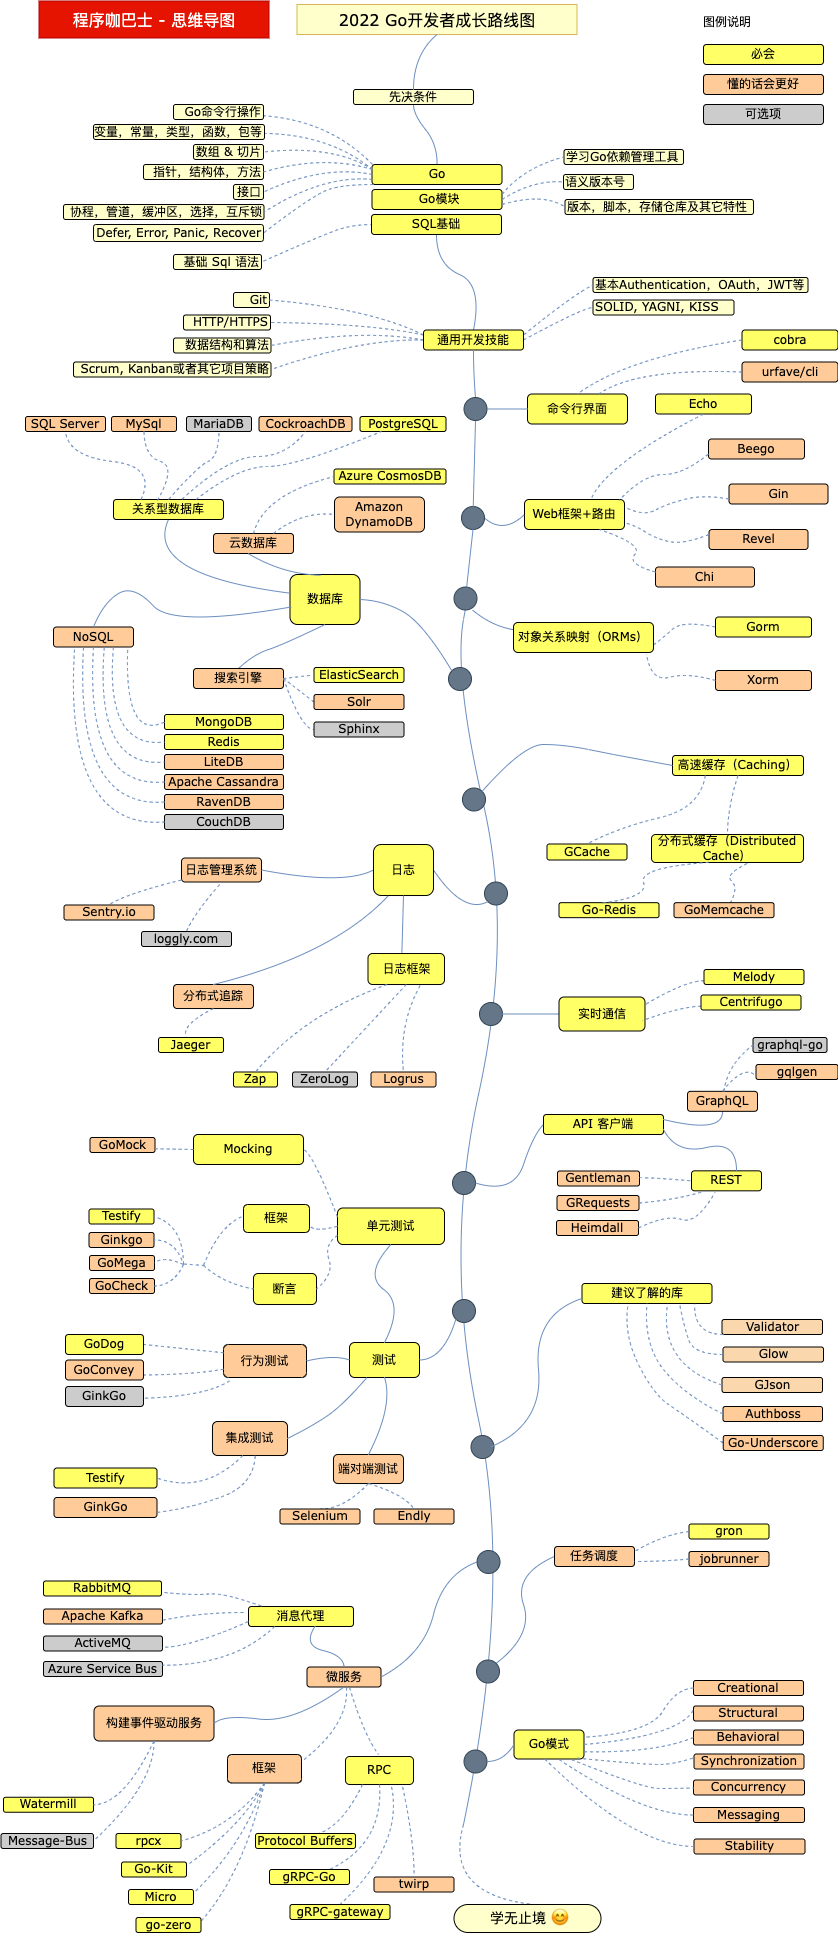 程序咖巴士 - 思维导图
2022 Go开发者成长路线图
图例说明
必会
懂的话会更好
可选项
先决条件
Go命令行操作
变量，常量，类型，函数，包等
数组 & 切片
指针，结构体，方法
接口
协程，管道，缓冲区，选择，互斥锁
Defer, Error, Panic, Recover
基础 Sql 语法
Go
Go模块
SQL基础
学习Go依赖管理工具
语义版本号
版本，脚本，存储仓库及其它特性
Git
HTTP/HTTPS
数据结构和算法
Scrum, Kanban或者其它项目策略
通用开发技能
基本Authentication，OAuth，JWT等
SOLID, YAGNI, KISS
cobra
urfave/cli
命令行界面
Echo
Beego
Gin
Revel
Chi
Web框架+路由
SQL Server
MySql
MariaDB
CockroachDB
PostgreSQL
关系型数据库
Azure CosmosDB
Amazon
DynamoDB
云数据库
数据库
NoSQL
搜索引擎
ElasticSearch
Solr
Sphinx
MongoDB
Redis
LiteDB
Apache Cassandra
RavenDB
CouchDB
对象关系映射（ORMs）
Gorm
Xorm
高速缓存（Caching）
GCache
分布式缓存（Distributed
Cache）
Go-Redis
GoMemcache
日志
日志管理系统
Sentry.io
loggly.com
日志框架
分布式追踪
Jaeger
Zap
ZeroLog
Logrus
实时通信
Melody
Centrifugo
graphql-go
gqlgen
GraphQL
API 客户端
REST
Gentleman
GRequests
Heimdall
GoMock
Mocking
Testify
Ginkgo
GoMega
GoCheck
框架
断言
单元测试
GoDog
GoConvey
GinkGo
行为测试
测试
集成测试
Testify
GinkGo
端对端测试
Selenium
Endly
建议了解的库
Validator
Glow
GJson
Authboss
Go-Underscore
任务调度
gron
jobrunner
RabbitMQ
Apache Kafka
ActiveMQ
Azure Service Bus
消息代理
微服务
构建事件驱动服务
Watermill
Message-Bus
框架
rpcx
Go-Kit
Micro
go-zero
RPC
Protocol Buffers
gRPC-Go
gRPC-gateway
twirp
Go模式
Creational
Structural
Behavioral
Synchronization
Concurrency
Messaging
Stability
学无止境 😊